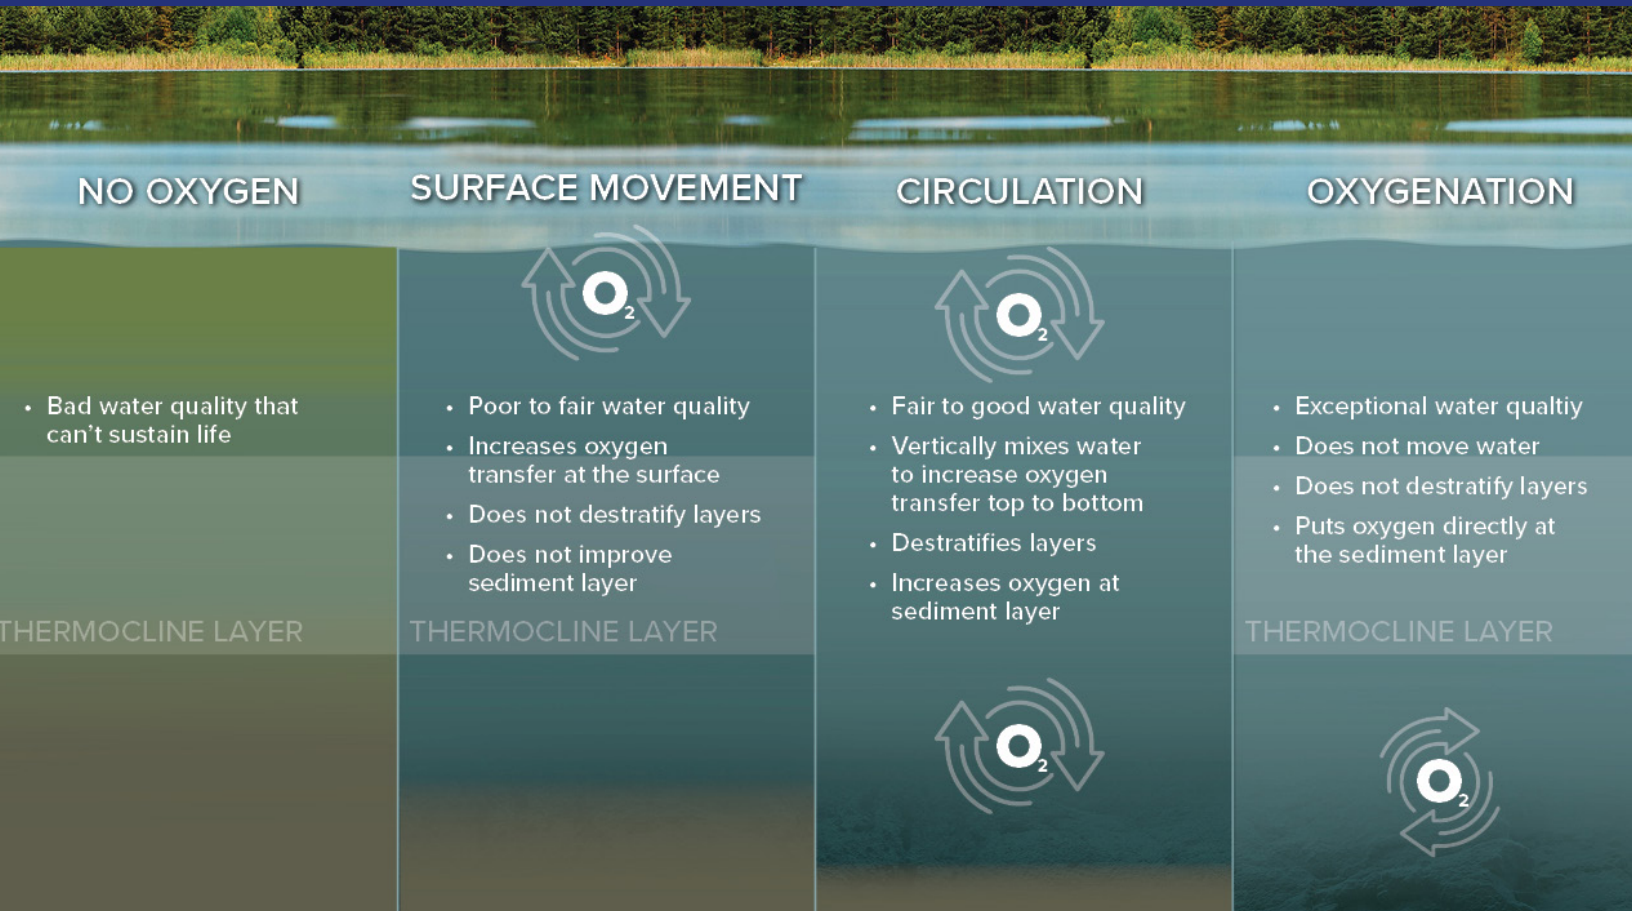 NO OXYGEN
Bad water quality that
can't sustain life
THERMOCLINE LAYER
SURFACE MOVEMENT
O2
• Poor to fair water quality
• Increases oxygen
transfer at the surface
• Does not destratify layers
• Does not improve
sediment layer
THERMOCLINE LAYER
CIRCULATION
O2
• Fair to good water quality
• Vertically mixes water
to increase oxygen
transfer top to bottom
• Destratifies layers
• Increases oxygen at
sediment layer
O2
OXYGENATION
• Exceptional water qualtiy
• Does not move water
• Does not destratify layers
• Puts oxygen directly at
the sediment layer
THERMOCLINE LAYER
O2